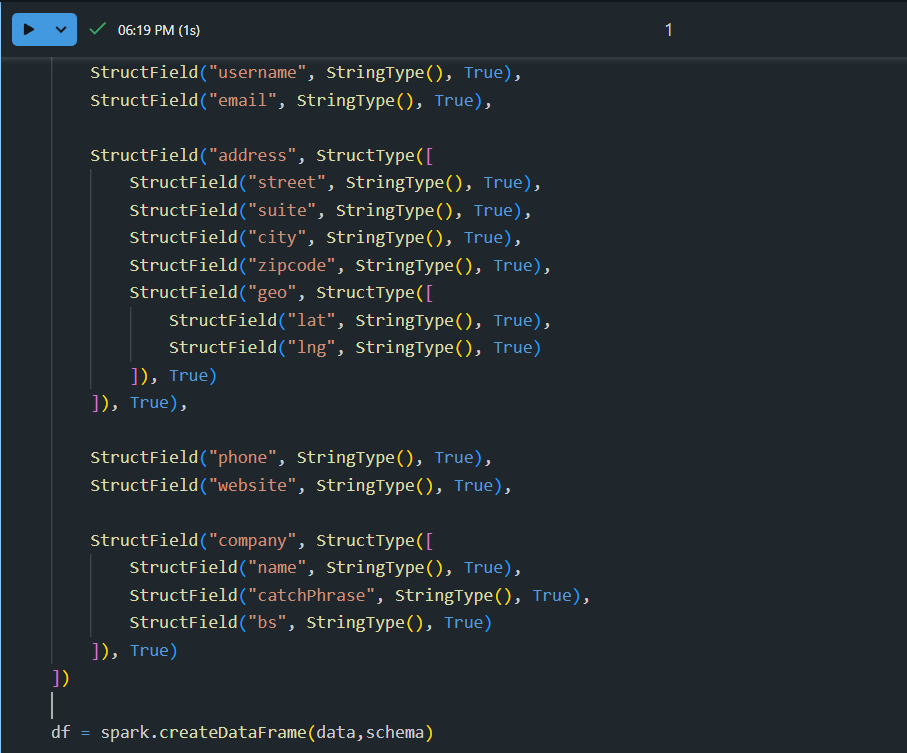 06:19 PM (1s)
1
StructField("username", StringType(), True),
StructField("email", StringType(), True),
StructField("address", StructType([
StructField("street", StringType(), True),
StructField("suite", StringType(), True),
StructField("city", StringType(), True),
StructField("zipcode", StringType(), True),
StructField("geo", StructType([
StructField("lat", StringType(), True),
StructField("lng", StringType(), True)
]), True)
]), True),
StructField("phone", StringType(), True),
StructField("website", StringType(), True),
StructField("company", StructType([
StructField("name", StringType(), True),
StructField("catchPhrase", StringType(), True),
StructField("bs", StringType(), True)
]), True)
])
df = spark.createDataFrame(data,schema)